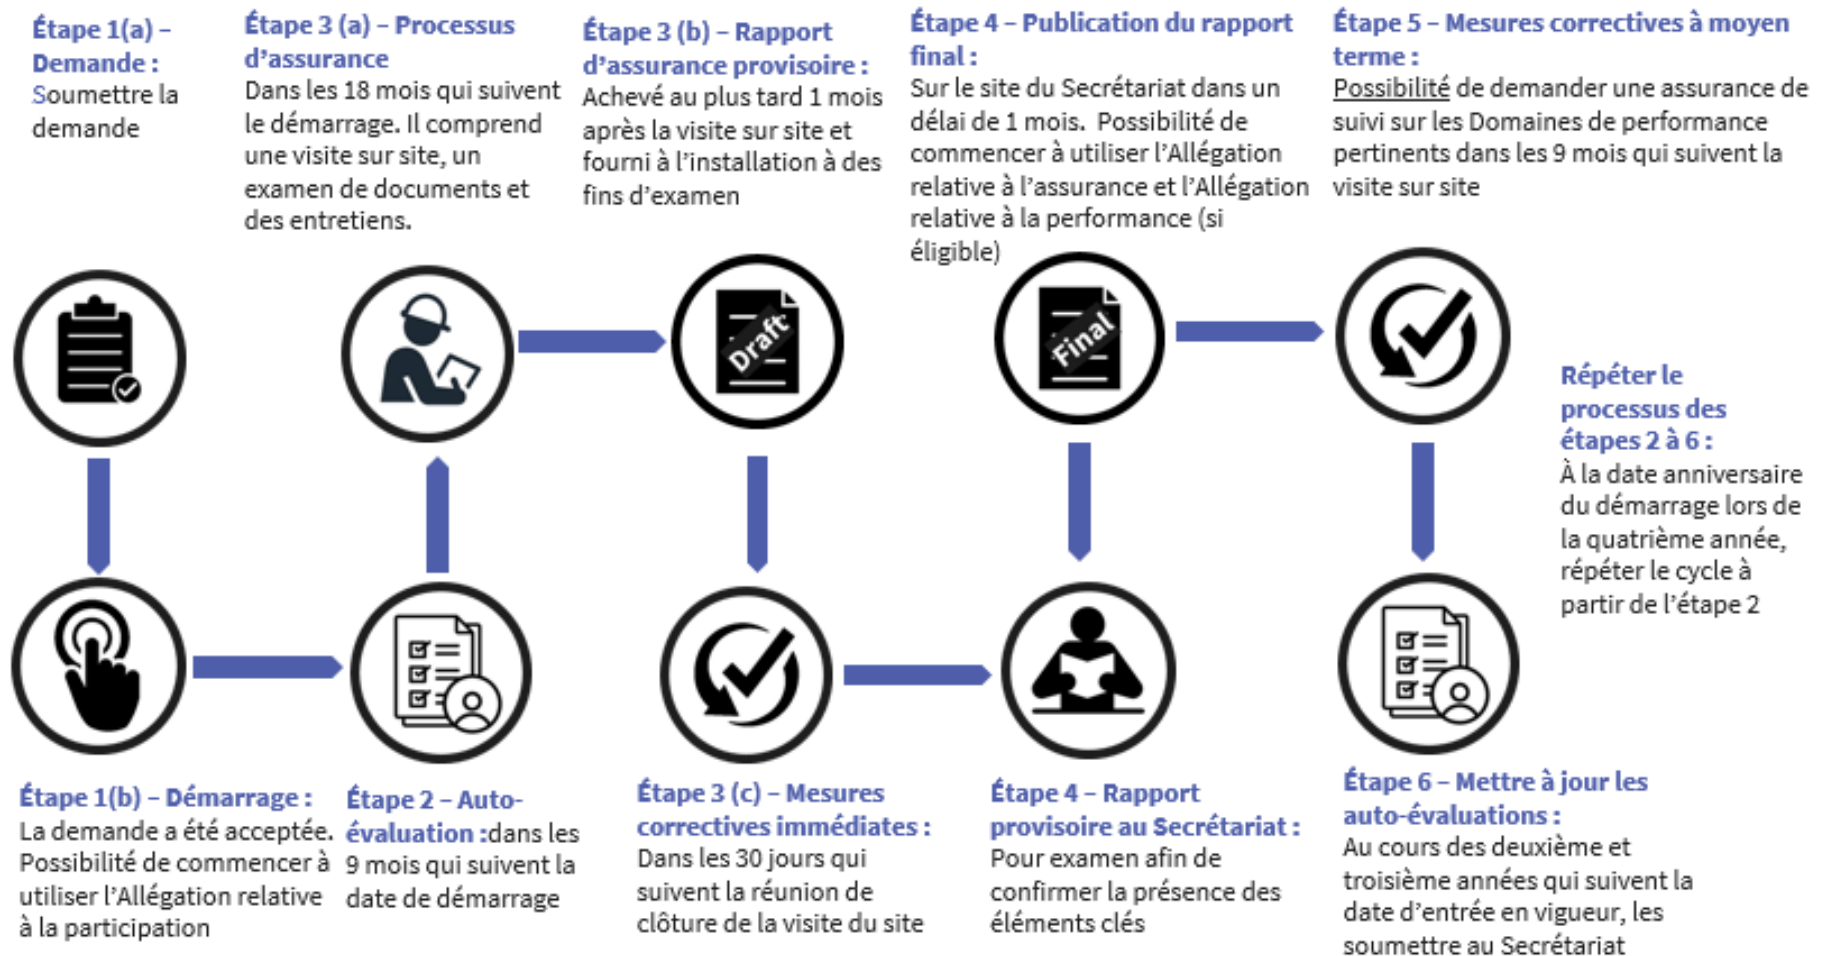 Étape 1(a) –
Demande :
Soumettre la
demande
Étape 3 (a) – Processus
d’assurance
Dans les 18 mois qui suivent
le démarrage. Il comprend
une visite sur site, un
examen de documents et
des entretiens.
Étape 3 (b) – Rapport
d’assurance provisoire :
Achevé au plus tard 1 mois
après la visite sur site et
fourni à l’installation à des
fins d’examen
Étape 4 – Publication du rapport
final :
Sur le site du Secrétariat dans un
délai de 1 mois. Possibilité de
commencer à utiliser l’Allégation
relative à l’assurance et l’Allégation
relative à la performance (si
éligible)
Étape 5 – Mesures correctives à moyen
terme :
Possibilité de demander une assurance de
suivi sur les Domaines de performance
pertinents dans les 9 mois qui suivent la
visite sur site
Draft
Final
Répéter le
processus des
étapes 2 à 6 :
À la date anniversaire
du démarrage lors de
la quatrième année,
répéter le cycle à
partir de l’étape 2
Étape 1(b) – Démarrage :
La demande a été acceptée.
Possibilité de commencer à
utiliser l’Allégation relative
à la participation
Étape 2 – Auto-
évaluation :dans les
9 mois qui suivent la
date de démarrage
Étape 3 (c) – Mesures
correctives immédiates :
Dans les 30 jours qui
suivent la réunion de
clôture de la visite du site
Étape 4 – Rapport
provisoire au Secrétariat :
Pour examen afin de
confirmer la présence des
éléments clés
Étape 6 – Mettre à jour les
auto-évaluations :
Au cours des deuxième et
troisième années qui suivent la
date d’entrée en vigueur, les
soumettre au Secrétariat